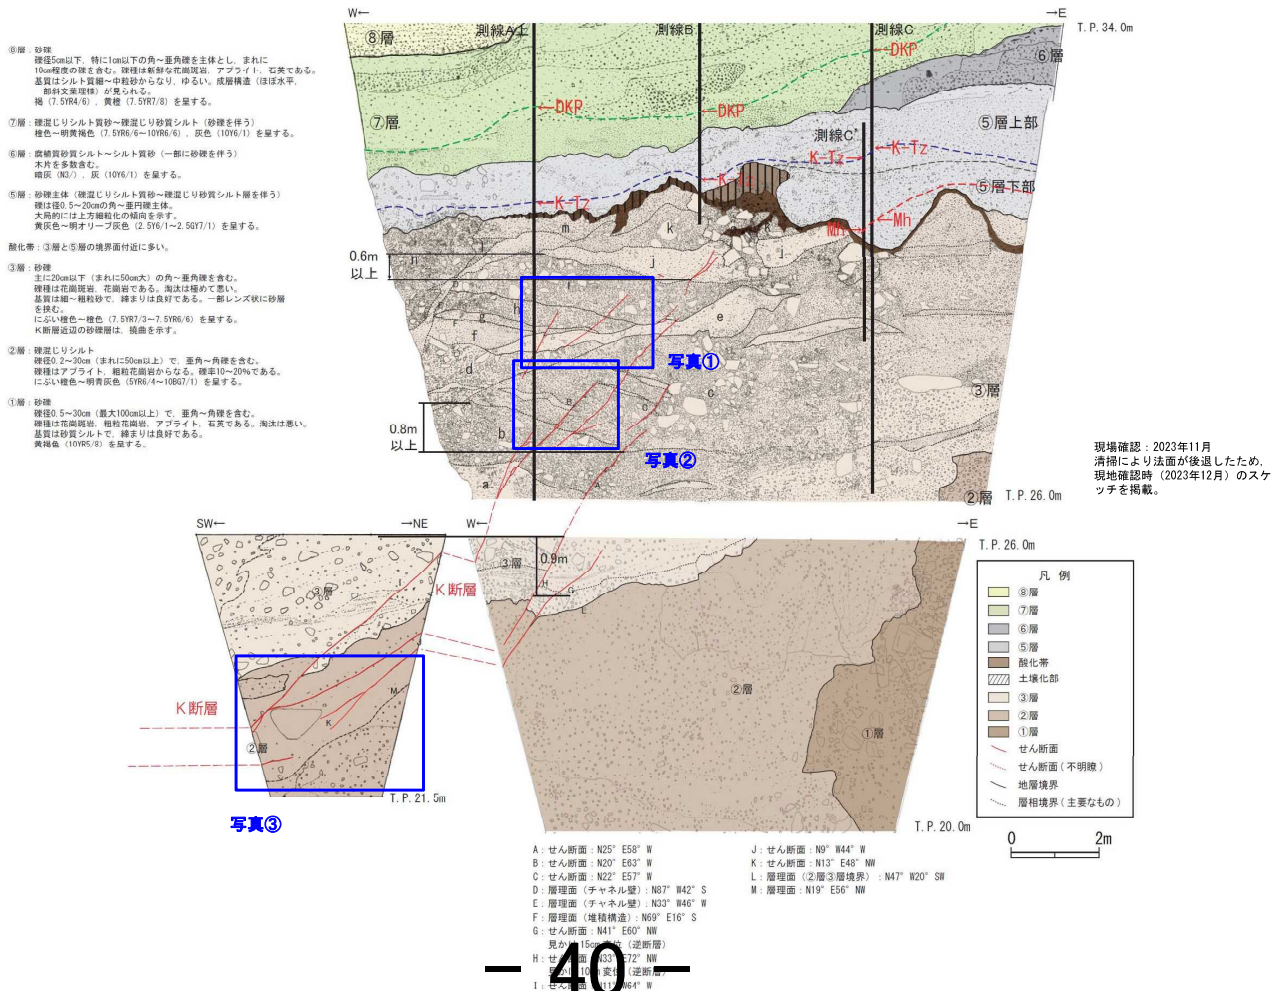 ⑧層：砂礫
礫径5cm以下，特に1cm以下の角～亜角礫を主体とし，まれに
10cm程度の礫を含む。礫種は新鮮な花崗斑岩，アプライト，石英である。
基質はシルト質細～中粒砂からなり，ゆるい。成層構造（ほぼ水平，
一部斜交葉理様）が見られる。
褐（7.5YR4/6），黄橙（7.5YR7/8）を呈する。
⑦層：礫混じりシルト質砂～礫混じり砂質シルト（砂礫を伴う）
橙色～明黄褐色（7.5YR6/6～10YR6/6），灰色（10Y6/1）を呈する。
⑥層：腐植質砂質シルト～シルト質砂（一部に砂礫を伴う）
木片を多数含む。
暗灰（N3/），灰（10Y6/1）を呈する。
⑤層：砂礫主体（礫混じりシルト質砂～礫混じり砂質シルト層を伴う）
礫は径0.5～20cmの角～亜円礫主体。
大局的には上方細粒化の傾向を示す。
黄灰色～明オリーブ灰色（2.5Y6/1～2.5GY7/1）を呈する。
酸化帯：③層と⑤層の境界面付近に多い。
③層：砂礫
主に20cm以下（まれに50cm大）の角～亜角礫を含む。
礫種は花崗斑岩，花崗岩である。淘汰は極めて悪い。
基質は細～粗粒砂で，締まりは良好である。一部レンズ状に砂層
を挟む。
にぶい橙色～橙色（7.5YR7/3～7.5YR6/6）を呈する。
K断層近辺の砂礫層は，撓曲を示す。
②層：礫混じりシルト
礫径0.2～30cm（まれに50cm以上）で，亜角～角礫を含む。
礫種はアプライト，粗粒花崗岩からなる。礫率10～20%である。
にぶい橙色～明青灰色（5YR6/4～10BG7/1）を呈する。
①層：砂礫
礫径0.5～30cm（最大100cm以上）で，亜角～角礫を含む。
礫種は花崗斑岩，粗粒花崗岩，アプライト，石英である。淘汰は悪い。
基質は砂質シルトで，締まりは良好である。
黄褐色（10YR5/8）を呈する。
W←
→E
T.P.34.0m
測線A
測線B
測線C
測線C'
⑧層
⑦層
⑥層
⑤層上部
⑤層下部
③層
②層
←DKP
←DKP
←DKP
←K-Tz
K-Tz
←K-Tz
←Mh
Mh
0.6m
以上
0.8m
以上
m
k
j
h
g
f
e
d
b
a
写真①
写真②
T.P.26.0m
現場確認：2023年11月
清掃により法面が後退したため，
現地確認時（2023年12月）のスケ
ッチを掲載。
SW←
→NE
W←
→E
T.P.26.0m
③層
③層
0.9m
H
G
E
I
J
M
K
K断層
K断層
②層
②層
①層
T.P.21.5m
T.P.20.0m
写真③
凡 例
⑧層
⑦層
⑥層
⑤層
酸化帯
土壌化部
③層
②層
①層
せん断面
せん断面（不明瞭）
地層境界
層相境界（主要なもの）
0
2m
A：せん断面：N25°E58°W
B：せん断面：N20°E63°W
C：せん断面：N22°E57°W
D：層理面（チャネル壁）：N87°W42°S
E：層理面（チャネル壁）：N33°W46°W
F：層理面（堆積構造）：N69°E16°S
G：せん断面：N41°E60°NW
見かけ15cm変位（逆断層）
J：せん断面：N9°W44°W
K：せん断面：N13°E48°NW
L：層理面（②層③層境界）：N47°W20°SW
M：層理面：N19°E56°NW
－ 40 －